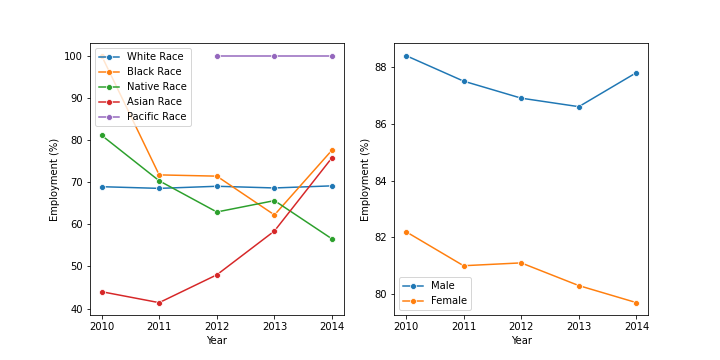 White Race
Black Race
Native Race
Asian Race
Pacific Race
Employment (%)
100
90
80
70
60
50
40
2010 2011 2012 2013 2014
Year
Employment (%)
88
86
84
82
80
Male
Female
2010 2011 2012 2013 2014
Year